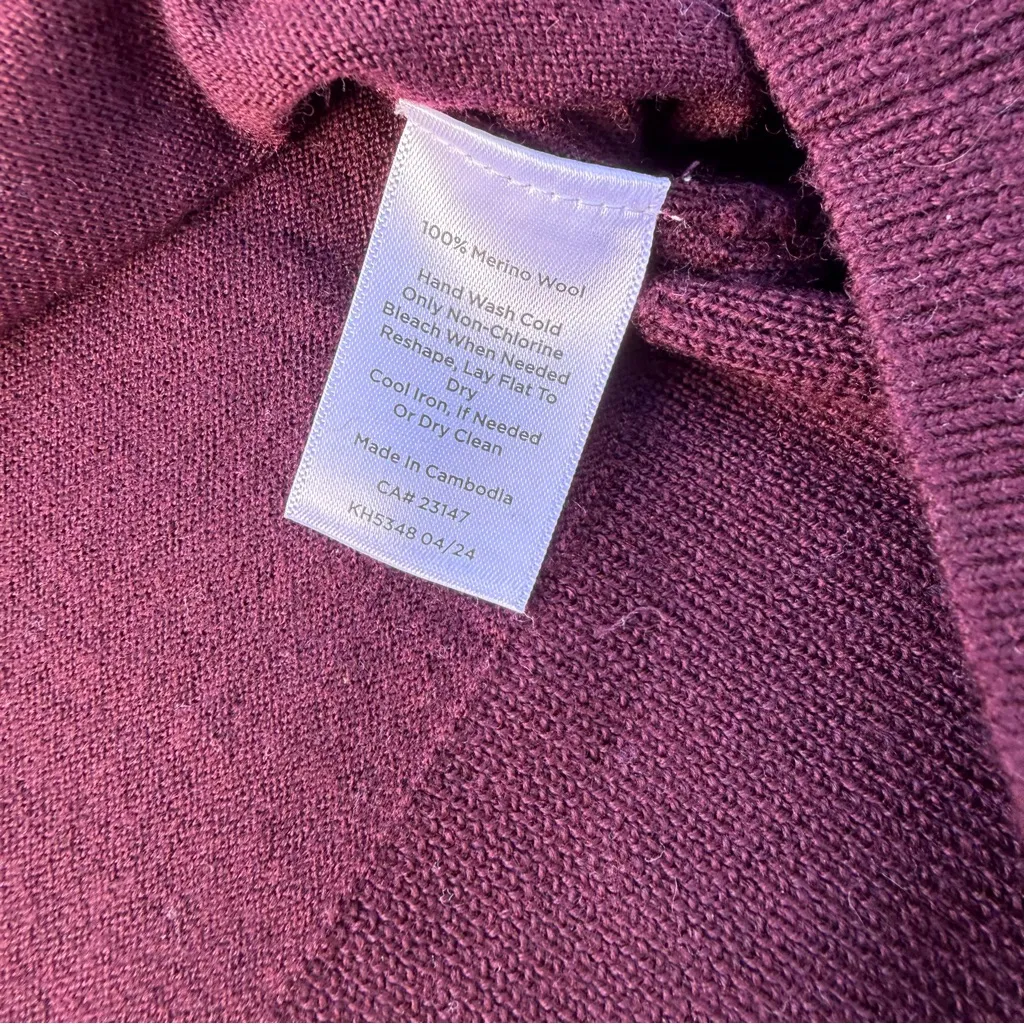 100% Merino Wool
Hand Wash Cold
Only Non-Chlorine
Bleach When Needed
Reshape, Lay Flat To
Dry
Cool Iron, If Needed
Or Dry Clean
Made In Cambodia
CA# 23147
KH5348 04/24